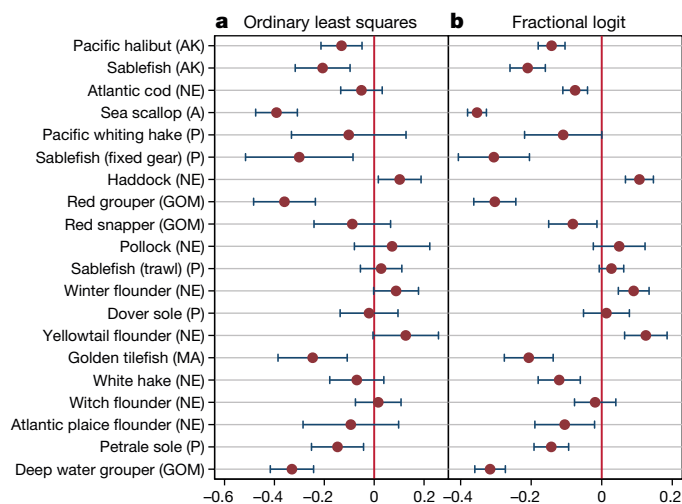 a Ordinary least squares b Fractional logit
Pacific halibut (AK)
Sablefish (AK)
Atlantic cod (NE)
Sea scallop (A)
Pacific whiting hake (P)
Sablefish (fixed gear) (P)
Haddock (NE)
Red grouper (GOM)
Red snapper (GOM)
Pollock (NE)
Sablefish (trawl) (P)
Winter flounder (NE)
Dover sole (P)
Yellowtail flounder (NE)
Golden tilefish (MA)
White hake (NE)
Witch flounder (NE)
Atlantic plaice flounder (NE)
Petrale sole (P)
Deep water grouper (GOM)
–0.6 –0.4 –0.2 0 0.2 –0.4 –0.2 0 0.2